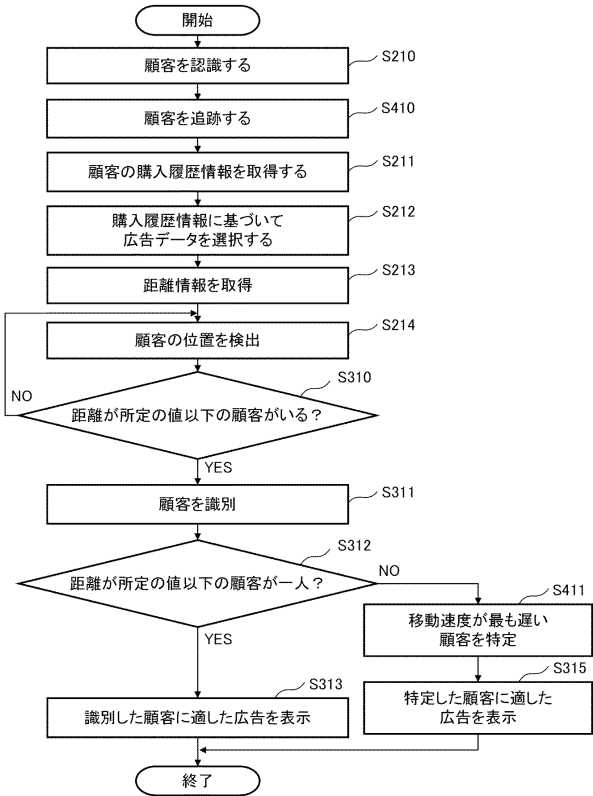 開始
顧客を認識する
S210
顧客を追跡する
S410
顧客の購入履歴情報を取得する
S211
購入履歴情報に基づいて
広告データを選択する
S212
距離情報を取得
S213
顧客の位置を検出
S214
距離が所定の値以下の顧客がいる？
S310
NO
YES
顧客を識別
S311
距離が所定の値以下の顧客が一人？
S312
NO
YES
移動速度が最も遅い
顧客を特定
S411
識別した顧客に適した広告を表示
S313
特定した顧客に適した
広告を表示
S315
終了